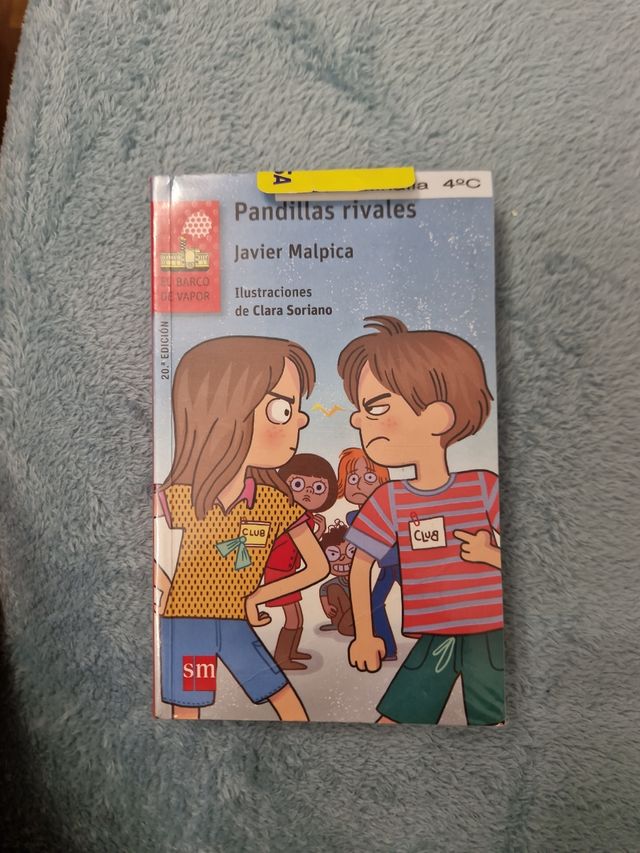 4ºC
Pandillas rivales
Javier Malpica
Ilustraciones
de Clara Soriano
EL BARCO
DE VAPOR
20.ª EDICIÓN
CLUB
CLUB
sm